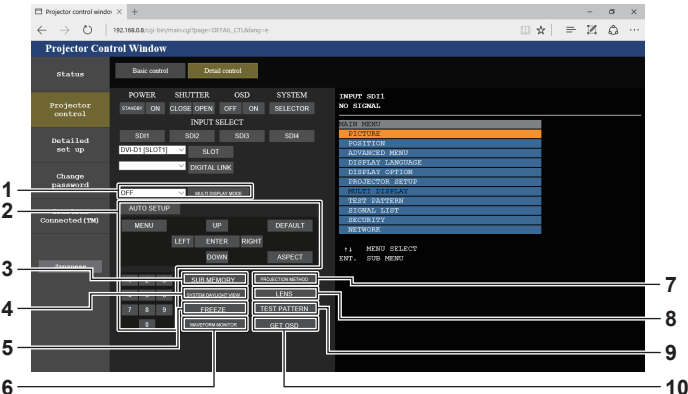 Projector control windov × +
192.168.0.8/cgi-bin/main.cgi?page=DETAIL_CTL&lang=e
Projector Control Window
Status
Projector
control
Detailed
set up
Change
password
Connected(TM)
Japanese
Basic control Detail control
POWER SHUTTER OSD SYSTEM
STANDBY ON CLOSE OPEN OFF ON SELECTOR
INPUT SELECT
SDI1 SDI2 SDI3 SDI4
DVI-D1 [SLOT1] SLOT
DIGITAL LINK
OFF MULTI DISPLAY MODE
AUTO SETUP
MENU UP DEFAULT
LEFT ENTER RIGHT
DOWN ASPECT
SUB MEMORY PROJECTION METHOD
SYSTEM DAYLIGHT VIEW LENS
7 8 9 FREEZE TEST PATTERN
0 WAVEFORM MONITOR GET OSD
INPUT SDI1
NO SIGNAL
MAIN MENU
PICTURE
POSITION
ADVANCED MENU
DISPLAY LANGUAGE
DISPLAY OPTION
PROJECTOR SETUP
MULTI DISPLAY
TEST PATTERN
SIGNAL LIST
SECURITY
NETWORK
↑↓ MENU SELECT
ENT. SUB MENU
1
2
3
4
5
6
7
8
9
10